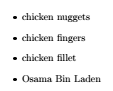 • chicken nuggets
• chicken fingers
• chicken fillet
• Osama Bin Laden